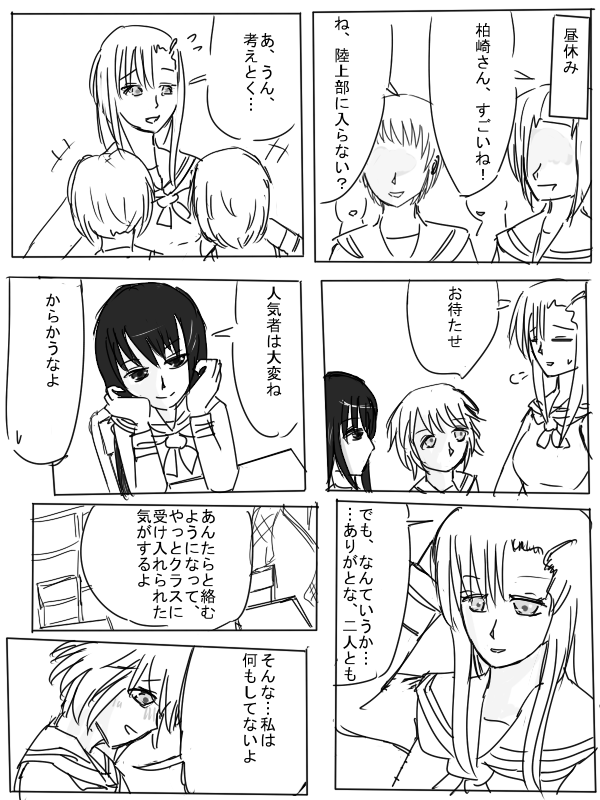 昼休み
柏崎さん、すごいね！
ね、陸上部に入らない？
あ、うん、
考えとく…
お待たせ
人気者は大変ね
からかうなよ
でも、なんていうか…
…ありがとな、二人とも
あんたらと絡む
ようになって、
やっとクラスに
受け入れられた
気がするよ
そんな…私は
何もしてないよ